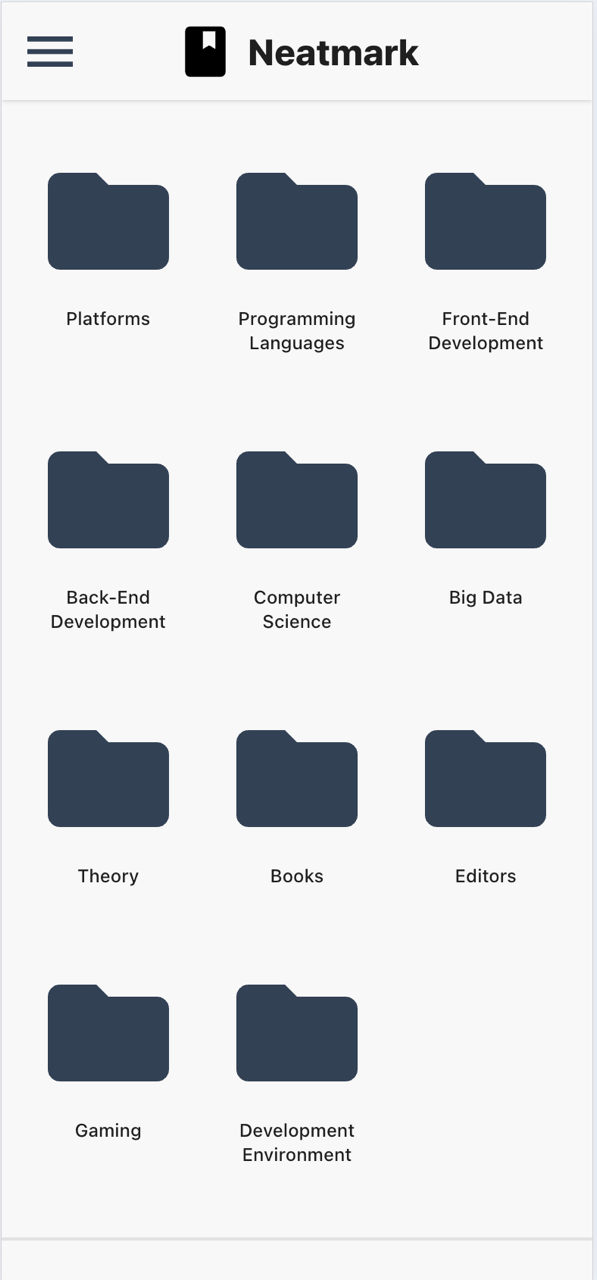 Neatmark
Platforms
Programming
Languages
Front-End
Development
Back-End
Development
Computer
Science
Big Data
Theory
Books
Editors
Gaming
Development
Environment